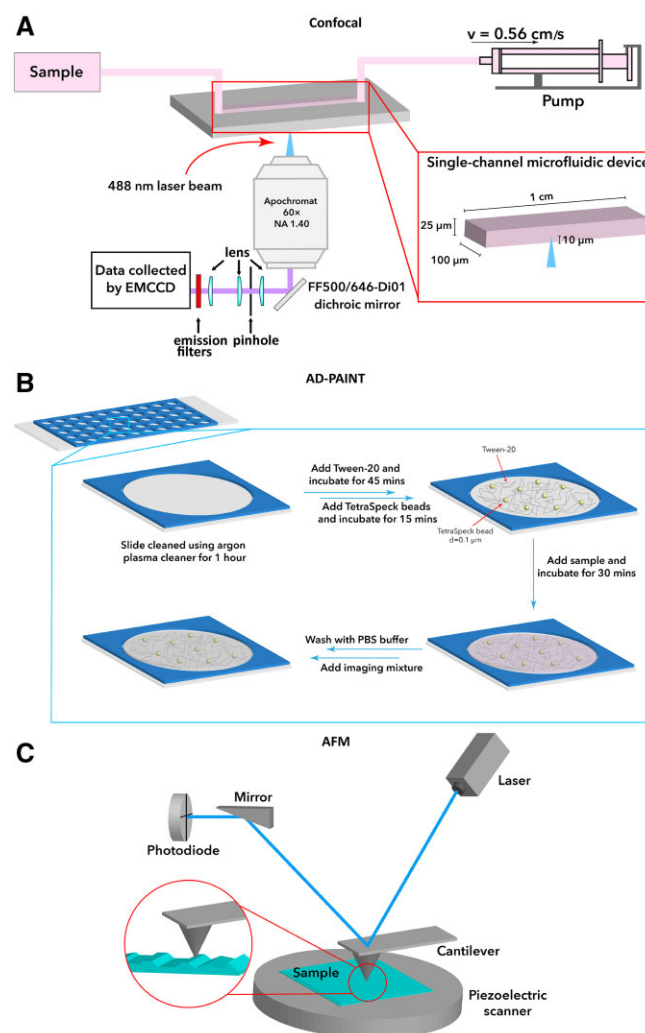 A
Confocal
v = 0.56 cm/s
Sample
Pump
488 nm laser beam
Apochromat
60×
NA 1.40
Single-channel microfluidic device
1 cm
25 µm
100 µm
10 µm
lens
Data collected
by EMCCD
FF500/646-Di01
dichroic mirror
emission
filters
pinhole
B
AD-PAINT
Add Tween-20 and
incubate for 45 mins
Add TetraSpeck beads
and incubate for 15 mins
Tween-20
TetraSpeck bead
d=0.1 µm
Slide cleaned using argon
plasma cleaner for 1 hour
Add sample and
incubate for 30 mins
Wash with PBS buffer
Add imaging mixture
C
AFM
Laser
Mirror
Photodiode
Cantilever
Sample
Piezoelectric
scanner